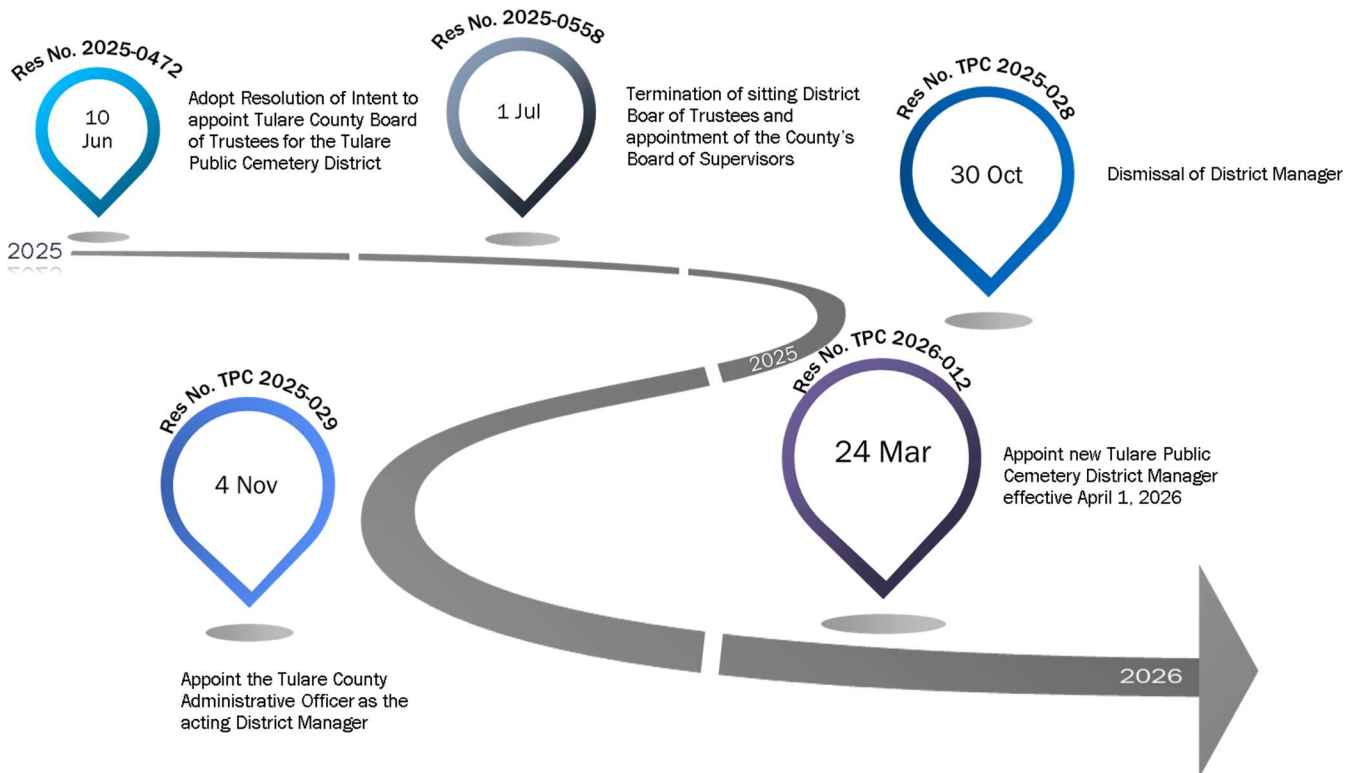 Res No. 2025-0472
10
Jun
Adopt Resolution of Intent to
appoint Tulare County Board
of Trustees for the Tulare
Public Cemetery District
Res No. 2025-0558
1 Jul
Termination of sitting District
Boar of Trustees and
appointment of the County's
Board of Supervisors
Res No. TPC 2025-028
30 Oct
Dismissal of District Manager
2025
2025
Res No. TPC 2025-029
4 Nov
Appoint the Tulare County
Administrative Officer as the
acting District Manager
Res No. TPC 2026-012
24 Mar
Appoint new Tulare Public
Cemetery District Manager
effective April 1, 2026
2026